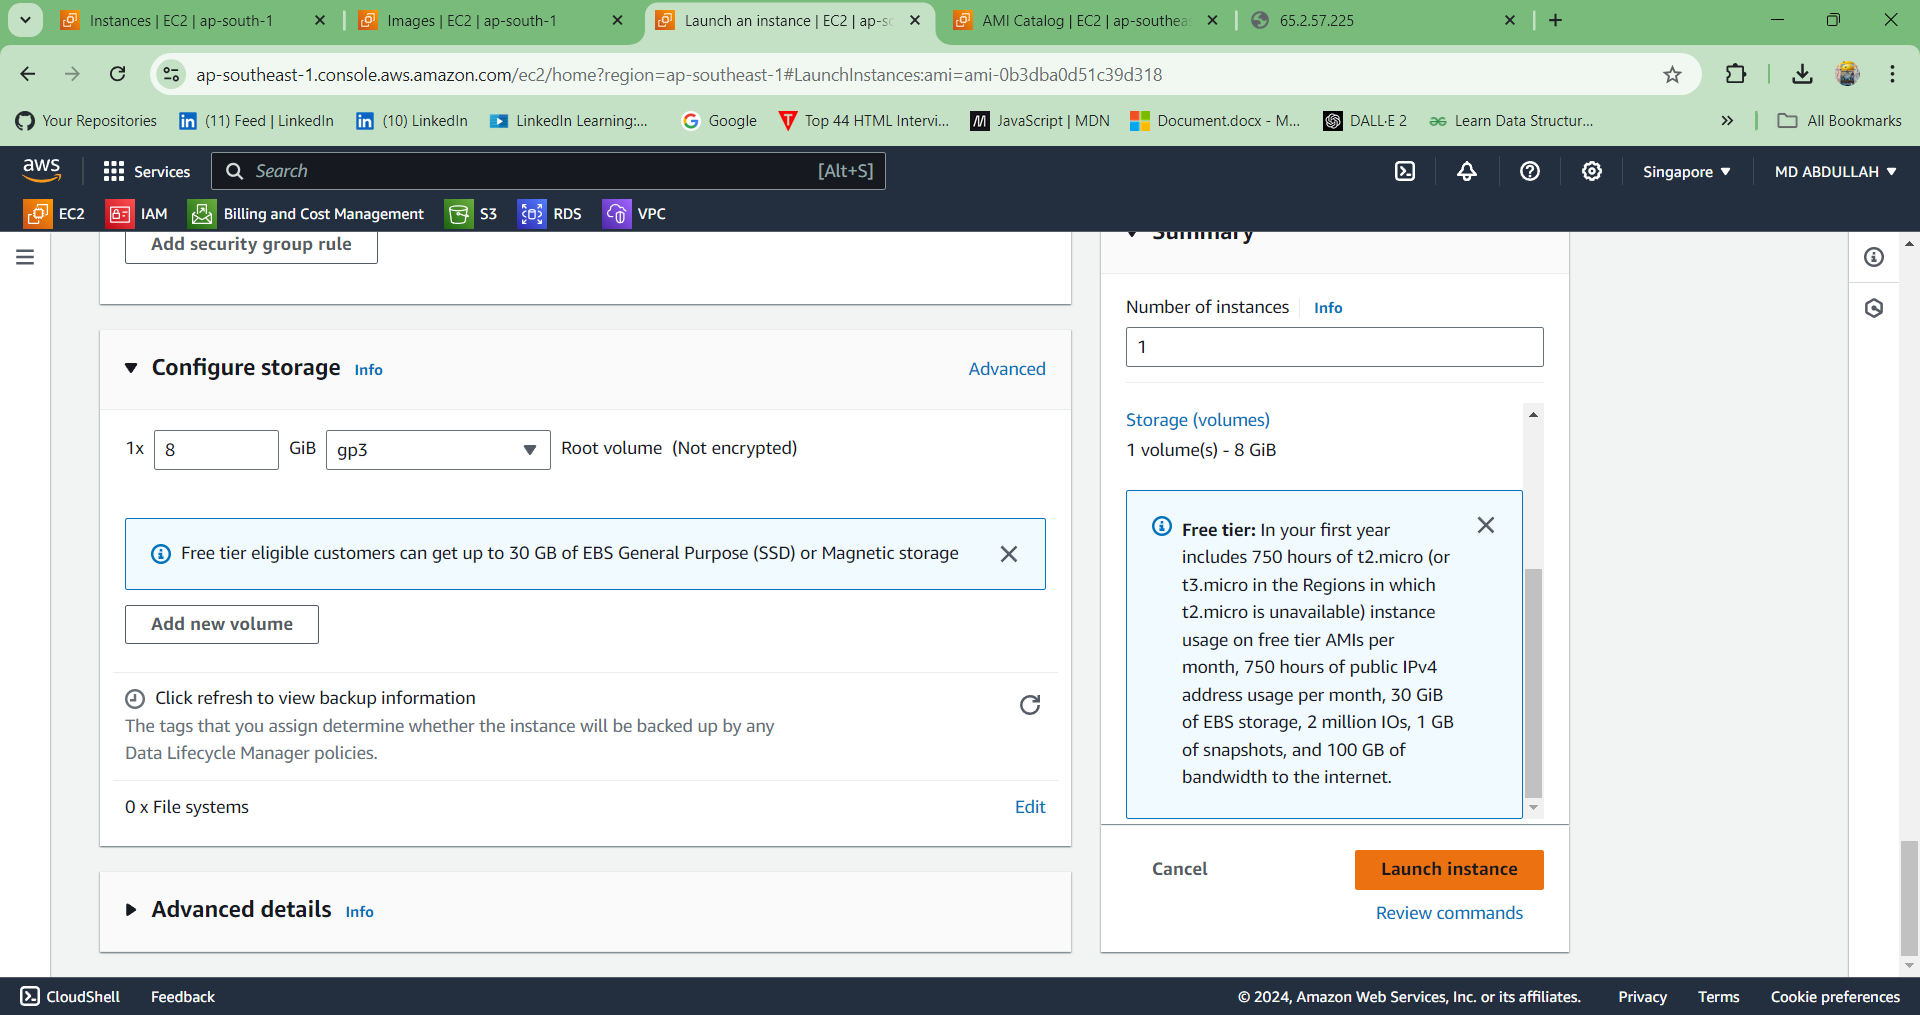 Instances | EC2 | ap-south-1
Images | EC2 | ap-south-1
Launch an instance | EC2 | ap-sc
AMI Catalog | EC2 | ap-southeas
65.2.57.225
ap-southeast-1.console.aws.amazon.com/ec2/home?region=ap-southeast-1#LaunchInstances:ami=ami-0b3dba0d51c39d318
Your Repositories
(11) Feed | LinkedIn
(10) LinkedIn
LinkedIn Learning:...
Google
Top 44 HTML Intervi...
JavaScript | MDN
Document.docx - M...
DALL·E 2
Learn Data Structur...
All Bookmarks
aws
Services
Search
[Alt+S]
Singapore
MD ABDULLAH
EC2
IAM
Billing and Cost Management
S3
RDS
VPC
Add security group rule
Configure storage
Info
Advanced
1x
8
GiB
gp3
Root volume (Not encrypted)
Free tier eligible customers can get up to 30 GB of EBS General Purpose (SSD) or Magnetic storage
Add new volume
Click refresh to view backup information
The tags that you assign determine whether the instance will be backed up by any
Data Lifecycle Manager policies.
0 x File systems
Edit
Advanced details
Info
Summary
Number of instances
Info
1
Storage (volumes)
1 volume(s) - 8 GiB
Free tier: In your first year
includes 750 hours of t2.micro (or
t3.micro in the Regions in which
t2.micro is unavailable) instance
usage on free tier AMIs per
month, 750 hours of public IPv4
address usage per month, 30 GiB
of EBS storage, 2 million IOs, 1 GB
of snapshots, and 100 GB of
bandwidth to the internet.
Cancel
Launch instance
Review commands
CloudShell
Feedback
© 2024, Amazon Web Services, Inc. or its affiliates.
Privacy
Terms
Cookie preferences